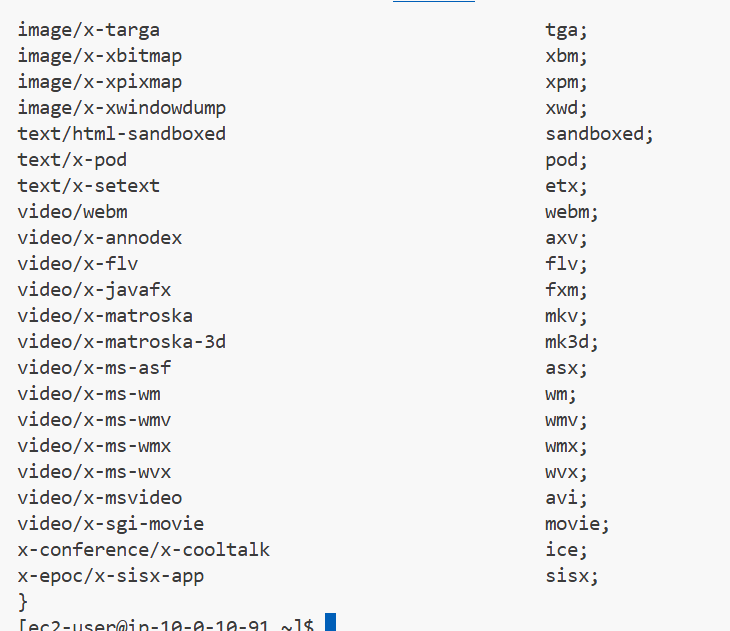 image/x-targa tga;
image/x-xbitmap xbm;
image/x-xpixmap xpm;
image/x-xwindowdump xwd;
text/html-sandboxed sandboxed;
text/x-pod pod;
text/x-setext etx;
video/webm webm;
video/x-annodex axv;
video/x-flv flv;
video/x-javafx fxm;
video/x-matroska mkv;
video/x-matroska-3d mk3d;
video/x-ms-asf asx;
video/x-ms-wm wm;
video/x-ms-wmv wmv;
video/x-ms-wmx wmx;
video/x-ms-wvx wvx;
video/x-msvideo avi;
video/x-sgi-movie movie;
x-conference/x-cooltalk ice;
x-epoc/x-sisx-app sisx;
}
[ec2-user@ip-10-0-10-91 ~]$